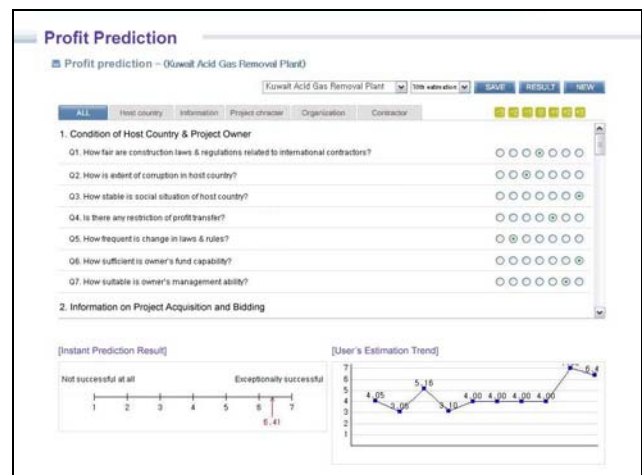 Profit Prediction
Profit prediction - (Kuwait Acid Gas Removal Plant)
Kuwait Acid Gas Removal Plant 10th estimation SAVE RESULT NEW
ALL Host country Information Project chracter Organization Contractor
1. Condition of Host Country & Project Owner
Q1. How fair are construction laws & regulations related to international contractors?
Q2. How is extent of corruption in host country?
Q3. How stable is social situation of host country?
Q4. Is there any restriction of profit transfer?
Q5. How frequent is change in laws & rules?
Q6. How sufficient is owner's fund capability?
Q7. How suitable is owner's management ability?
2. Information on Project Acquisition and Bidding
[Instant Prediction Result] [User's Estimation Trend]
Not successful at all Exceptionally successful
1 2 3 4 5 6 7
6.41
7
6
5
4
3
2
1
4.05 3.06 5.16 3.10 4.00 4.00 4.00 4.00 6.4